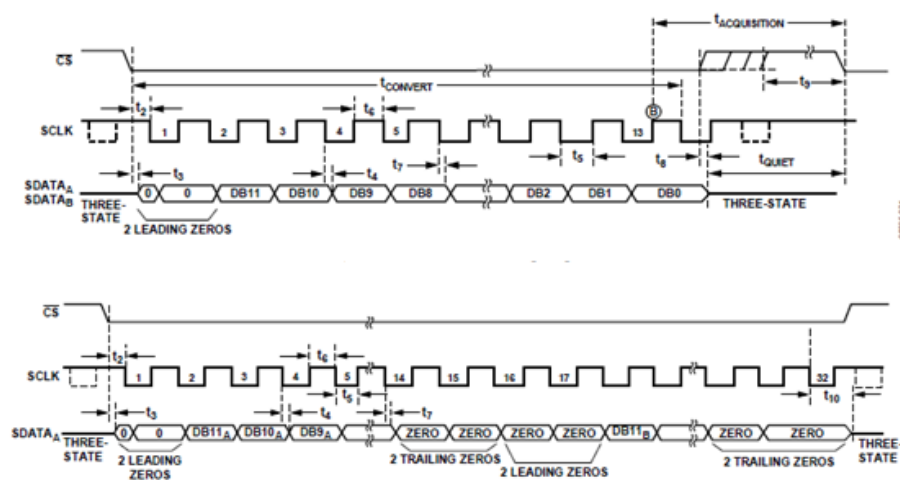 tACQUISITION
CS
tCONVERT
t9
t2
t6
B
SCLK
1 2 3 4 5 13
t7
t5
t8
tQUIET
t3
t4
SDATAA
SDATAB
0 0 DB11 DB10 DB9 DB8 DB2 DB1 DB0
THREE-
STATE
THREE-STATE
2 LEADING ZEROS
CS
t2
t6
SCLK
1 2 3 4 5 14 15 16 17 32
t5
t10
t3
t4
t7
SDATAA
0 0 DB11A DB10A DB9A ZERO ZERO ZERO ZERO DB11B ZERO ZERO
THREE-
STATE
2 LEADING
ZEROS
2 TRAILING ZEROS
2 LEADING
ZEROS
2 TRAILING ZEROS
THREE-
STATE